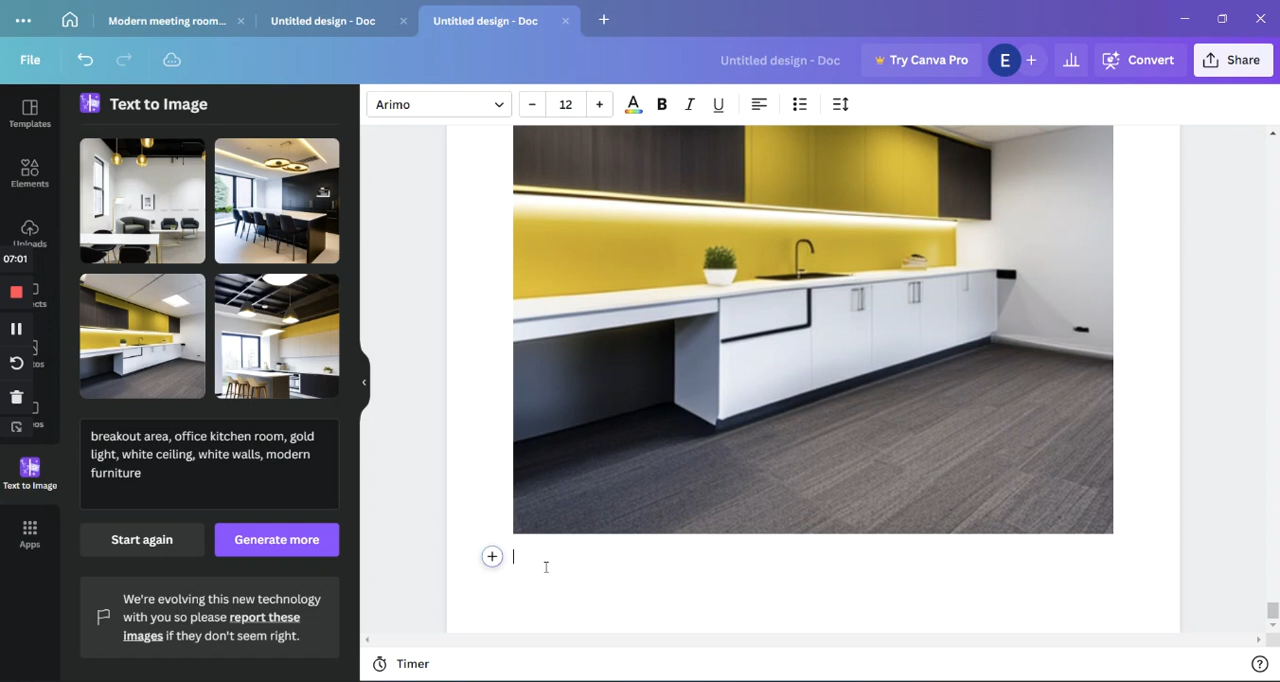 Modern meeting room...
Untitled design - Doc
Untitled design - Doc
File
Untitled design - Doc
Try Canva Pro
E
Convert
Share
Templates
Elements
Uploads
07:01
Text to Image
Apps
Text to Image
breakout area, office kitchen room, gold
light, white ceiling, white walls, modern
furniture
Start again
Generate more
We're evolving this new technology
with you so please report these
images if they don't seem right.
Arimo
12
A
B
I
U
Timer